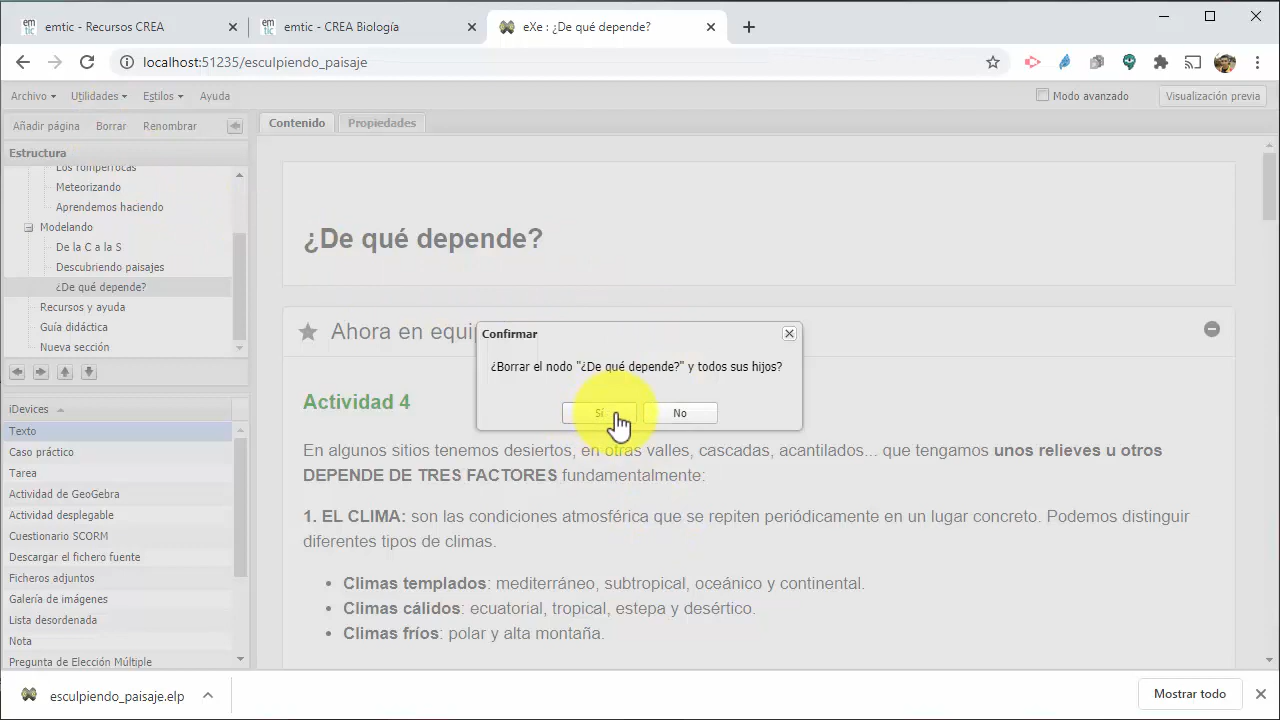 emtic - Recursos CREA
emtic - CREA Biología
eXe : ¿De qué depende?
localhost:51235/esculpiendo_paisaje
Archivo Utilidades Estilos Ayuda
Modo avanzado
Visualización previa
Añadir página Borrar Renombrar
Contenido
Propiedades
Estructura
Los romperrocas
Meteorizando
Aprendemos haciendo
Modelando
De la C a la S
Descubriendo paisajes
¿De qué depende?
Recursos y ayuda
Guía didáctica
Nueva sección
iDevices
Texto
Caso práctico
Tarea
Actividad de GeoGebra
Actividad desplegable
Cuestionario SCORM
Descargar el fichero fuente
Ficheros adjuntos
Galería de imágenes
Lista desordenada
Nota
Pregunta de Elección Múltiple
¿De qué depende?
Ahora en equi
Confirmar
¿Borrar el nodo "¿De qué depende?" y todos sus hijos?
Sí
No
Actividad 4
En algunos sitios tenemos desiertos, en otras valles, cascadas, acantilados... que tengamos unos relieves u otros
DEPENDE DE TRES FACTORES fundamentalmente:
1. EL CLIMA: son las condiciones atmosférica que se repiten periódicamente en un lugar concreto. Podemos distinguir
diferentes tipos de climas.
• Climas templados: mediterráneo, subtropical, oceánico y continental.
• Climas cálidos: ecuatorial, tropical, estepa y desértico.
• Climas fríos: polar y alta montaña.
esculpiendo_paisaje.elp
Mostrar todo